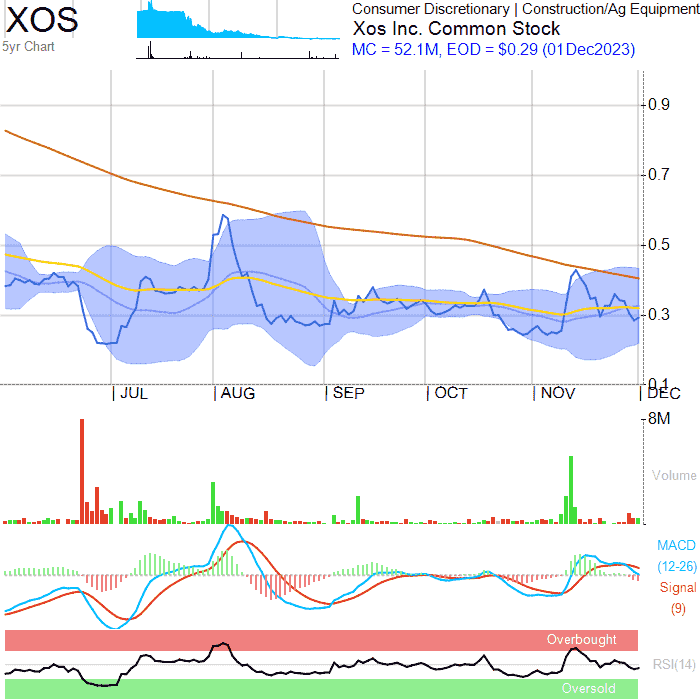 XOS
5yr Chart
Consumer Discretionary | Construction/Ag Equipment
Xos Inc. Common Stock
MC = 52.1M, EOD = $0.29 (01Dec2023)
0.9
0.7
0.5
0.3
0.1
JUL AUG SEP OCT NOV DEC
8M
Volume
MACD
(12-26)
Signal
(9)
Overbought
RSI(14)
Oversold